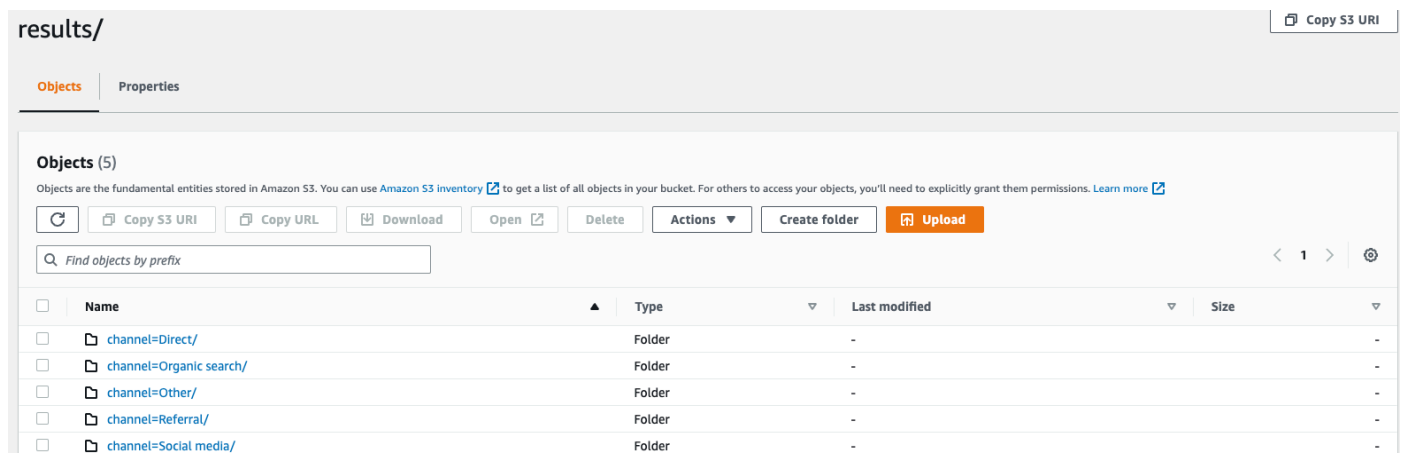 results/
Copy S3 URI
Objects
Properties
Objects (5)
Objects are the fundamental entities stored in Amazon S3. You can use Amazon S3 inventory to get a list of all objects in your bucket. For others to access your objects, you'll need to explicitly grant them permissions. Learn more
Copy S3 URI Copy URL Download Open Delete Actions Create folder Upload
Find objects by prefix
1
Name Type Last modified Size
channel=Direct/ Folder - -
channel=Organic search/ Folder - -
channel=Other/ Folder - -
channel=Referral/ Folder - -
channel=Social media/ Folder - -